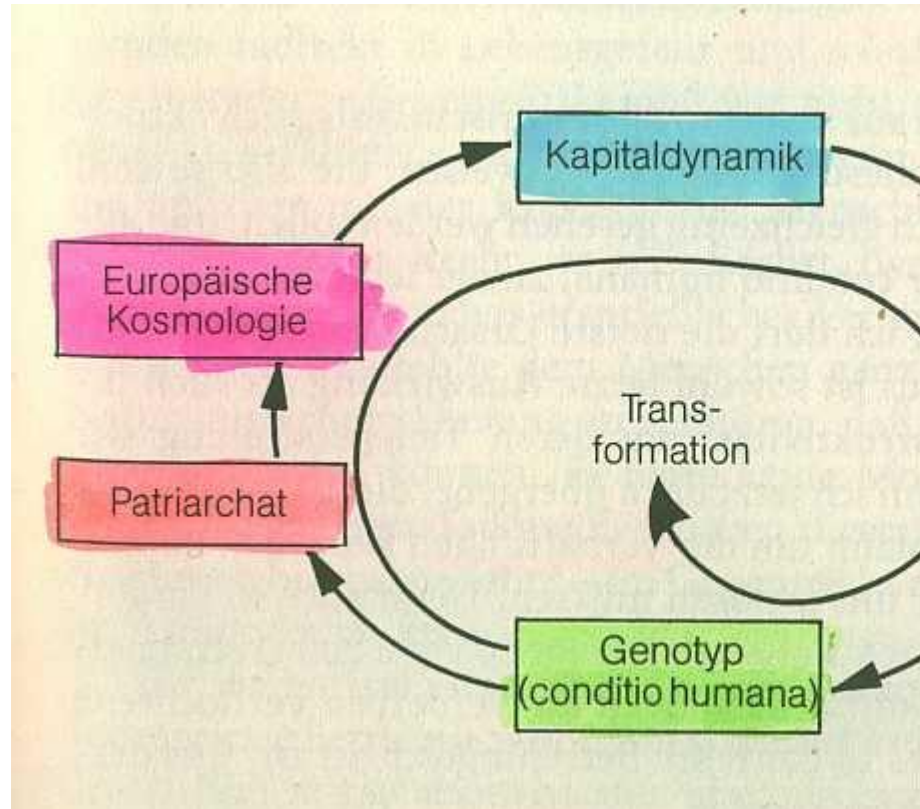 Kapitaldynamik
Europäische
Kosmologie
Trans-
formation
Patriarchat
Genotyp
(conditio humana)